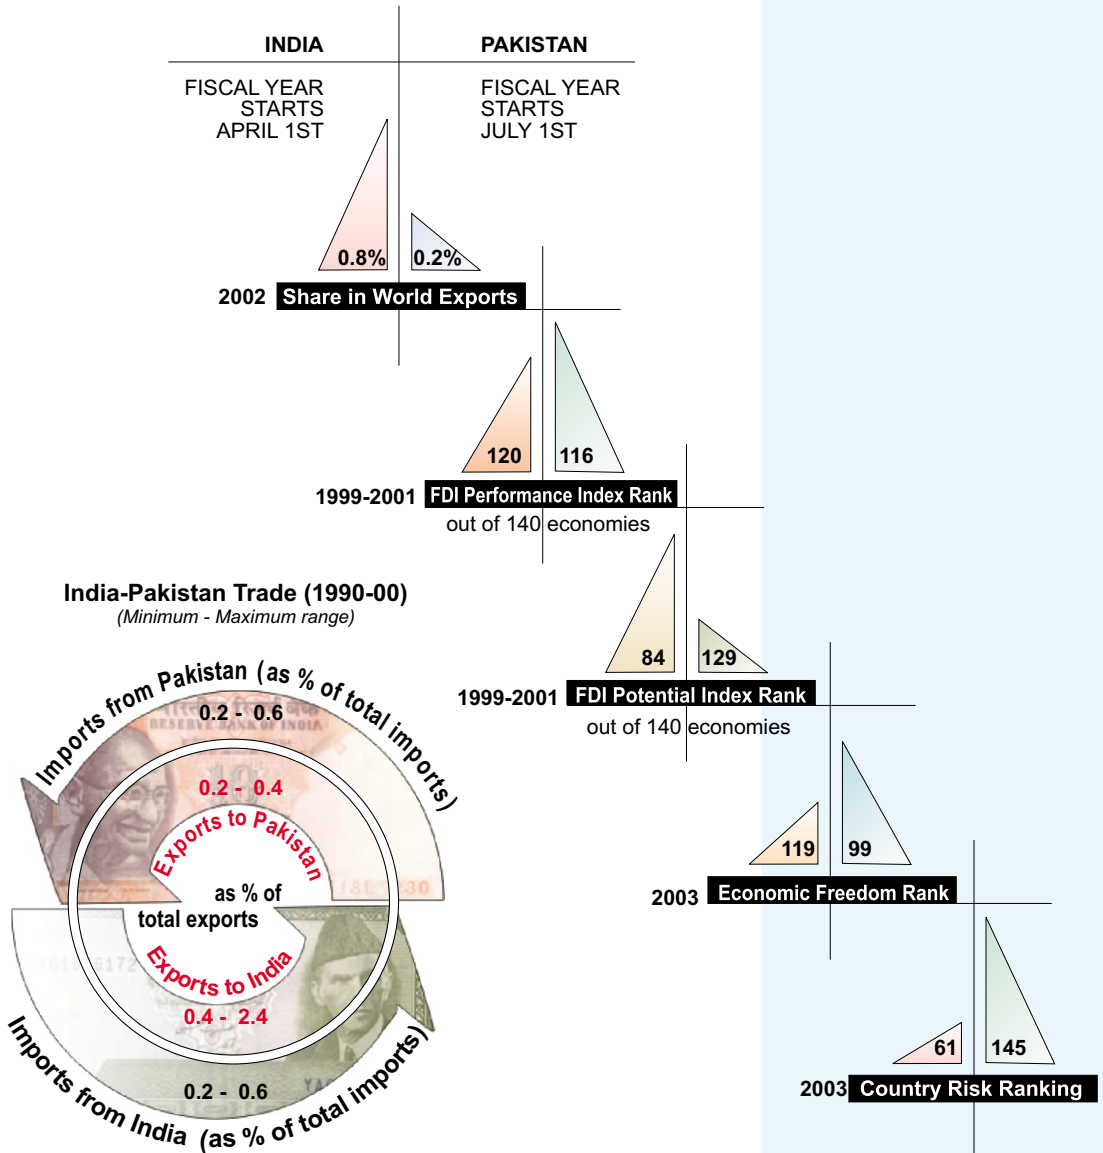 INDIA
PAKISTAN
FISCAL YEAR
STARTS
APRIL 1ST
FISCAL YEAR
STARTS
JULY 1ST
0.8%
0.2%
2002 Share in World Exports
120
116
1999-2001 FDI Performance Index Rank
out of 140 economies
84
129
1999-2001 FDI Potential Index Rank
out of 140 economies
119
99
2003 Economic Freedom Rank
61
145
2003 Country Risk Ranking
India-Pakistan Trade (1990-00)
(Minimum - Maximum range)
Imports from Pakistan (as % of total imports)
0.2 - 0.6
RESERVE BANK OF INDIA
10
0.2 - 0.4
Exports to Pakistan
as % of
total exports
Exports to India
0.4 - 2.4
0.2 - 0.6
Imports from India (as % of total imports)